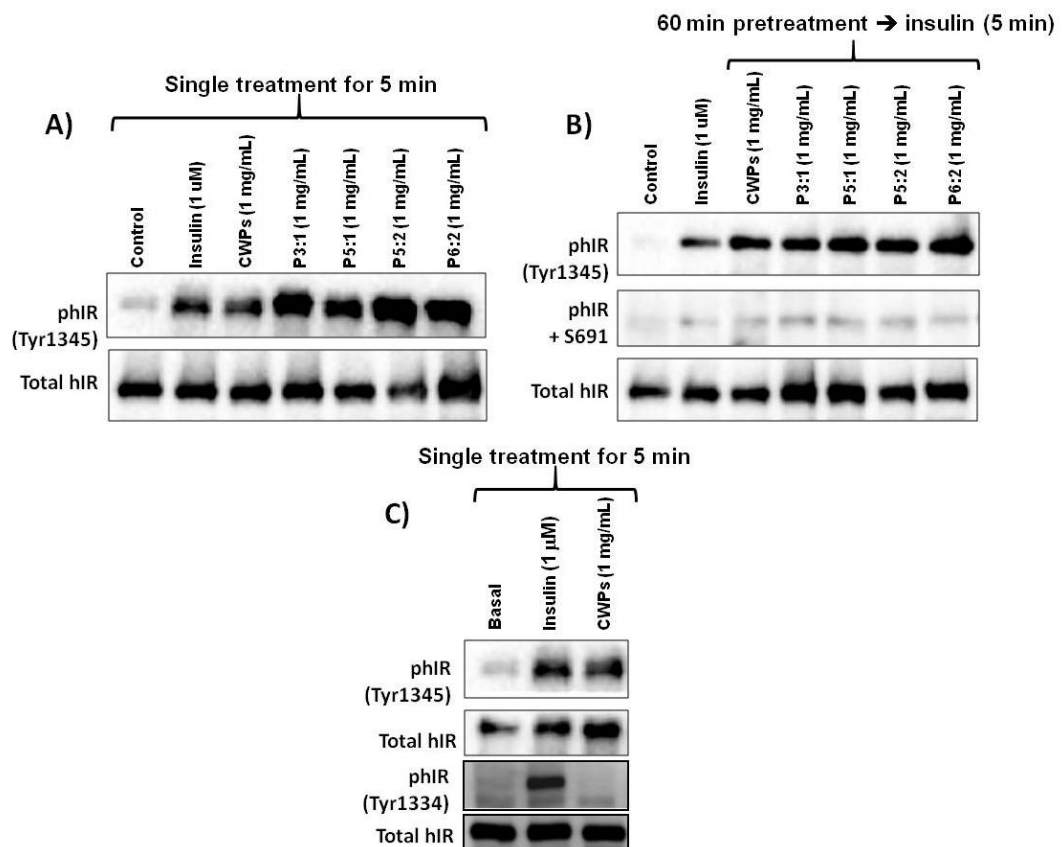 Single treatment for 5 min
A)
Control
Insulin (1 uM)
CWPs (1 mg/mL)
P3:1 (1 mg/mL)
P5:1 (1 mg/mL)
P5:2 (1 mg/mL)
P6:2 (1 mg/mL)
phIR
(Tyr1345)
Total hIR
60 min pretreatment → insulin (5 min)
B)
Control
Insulin (1 uM)
CWPs (1 mg/mL)
P3:1 (1 mg/mL)
P5:1 (1 mg/mL)
P5:2 (1 mg/mL)
P6:2 (1 mg/mL)
phIR
(Tyr1345)
phIR
+ S691
Total hIR
Single treatment for 5 min
C)
Basal
Insulin (1 μM)
CWPs (1 mg/mL)
phIR
(Tyr1345)
Total hIR
phIR
(Tyr1334)
Total hIR